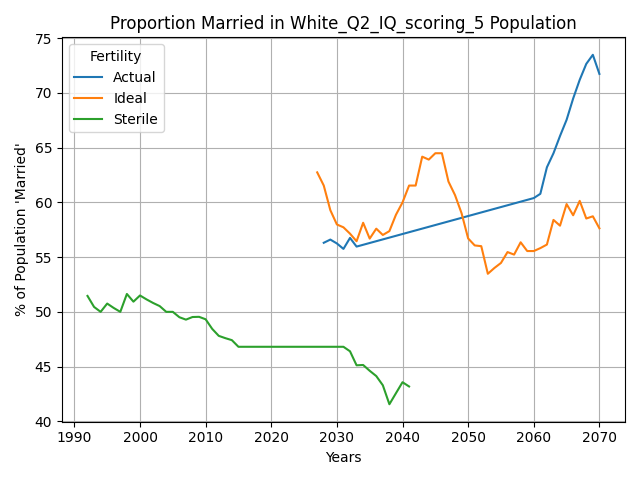 Proportion Married in White_Q2_IQ_scoring_5 Population
% of Population 'Married'
75
70
65
60
55
50
45
40
Fertility
Actual
Ideal
Sterile
1990 2000 2010 2020 2030 2040 2050 2060 2070
Years